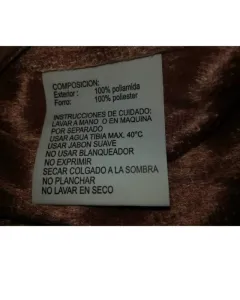 COMPOSICION:
Exterior: 100% poliamida
Forro: 100% poliester
INSTRUCCIONES DE CUIDADO:
LAVAR A MANO O EN MAQUINA
POR SEPARADO
USAR AGUA TIBIA MAX. 40°C
USAR JABON SUAVE
NO USAR BLANQUEADOR
NO EXPRIMIR
SECAR COLGADO A LA SOMBRA
NO PLANCHAR
NO LAVAR EN SECO